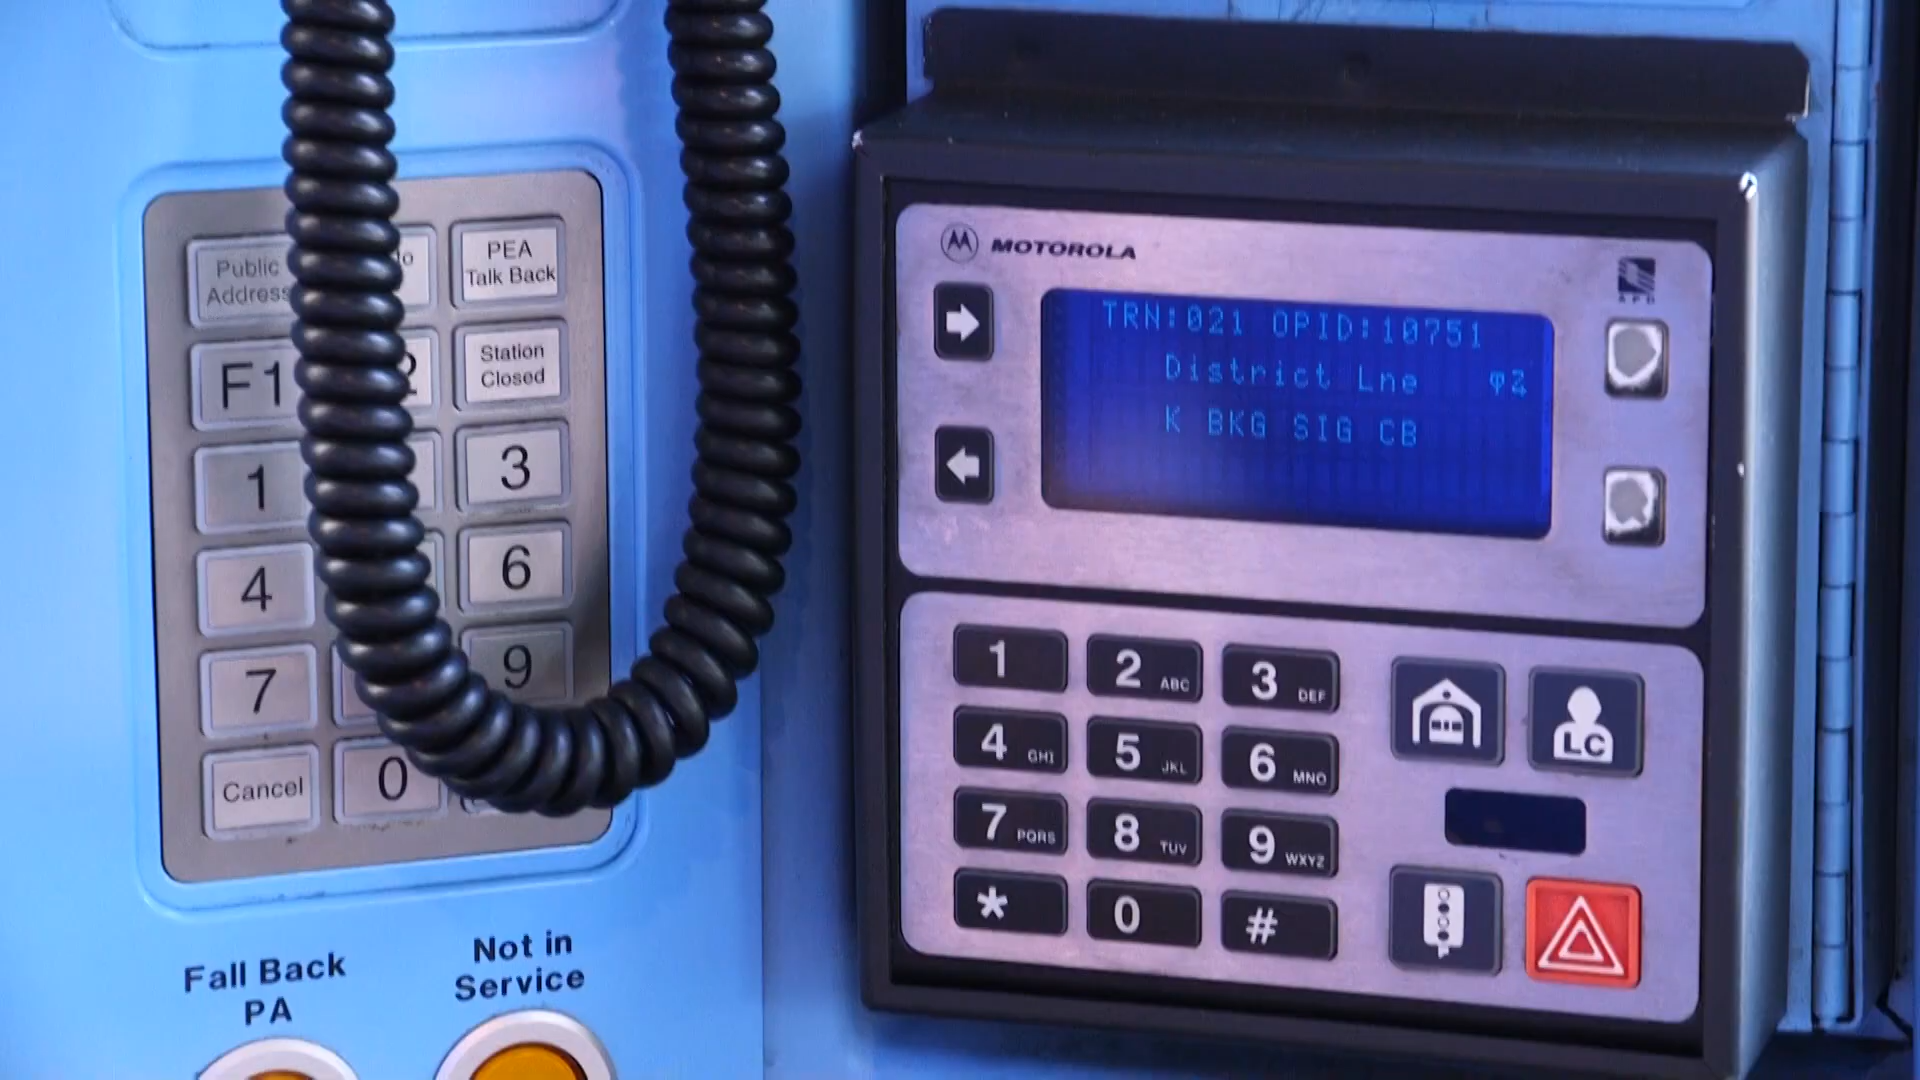 Public
Address
PEA
Talk Back
F1
Station
Closed
1
3
4
6
7
9
Cancel
0
Fall Back
PA
Not in
Service
MOTOROLA
TRN:021 OPID:10751
District Lne
K BKG SIG CB
1
2 ABC
3 DEF
4 GHI
5 JKL
6 MNO
7 PQRS
8 TUV
9 WXYZ
*
0
#
LC